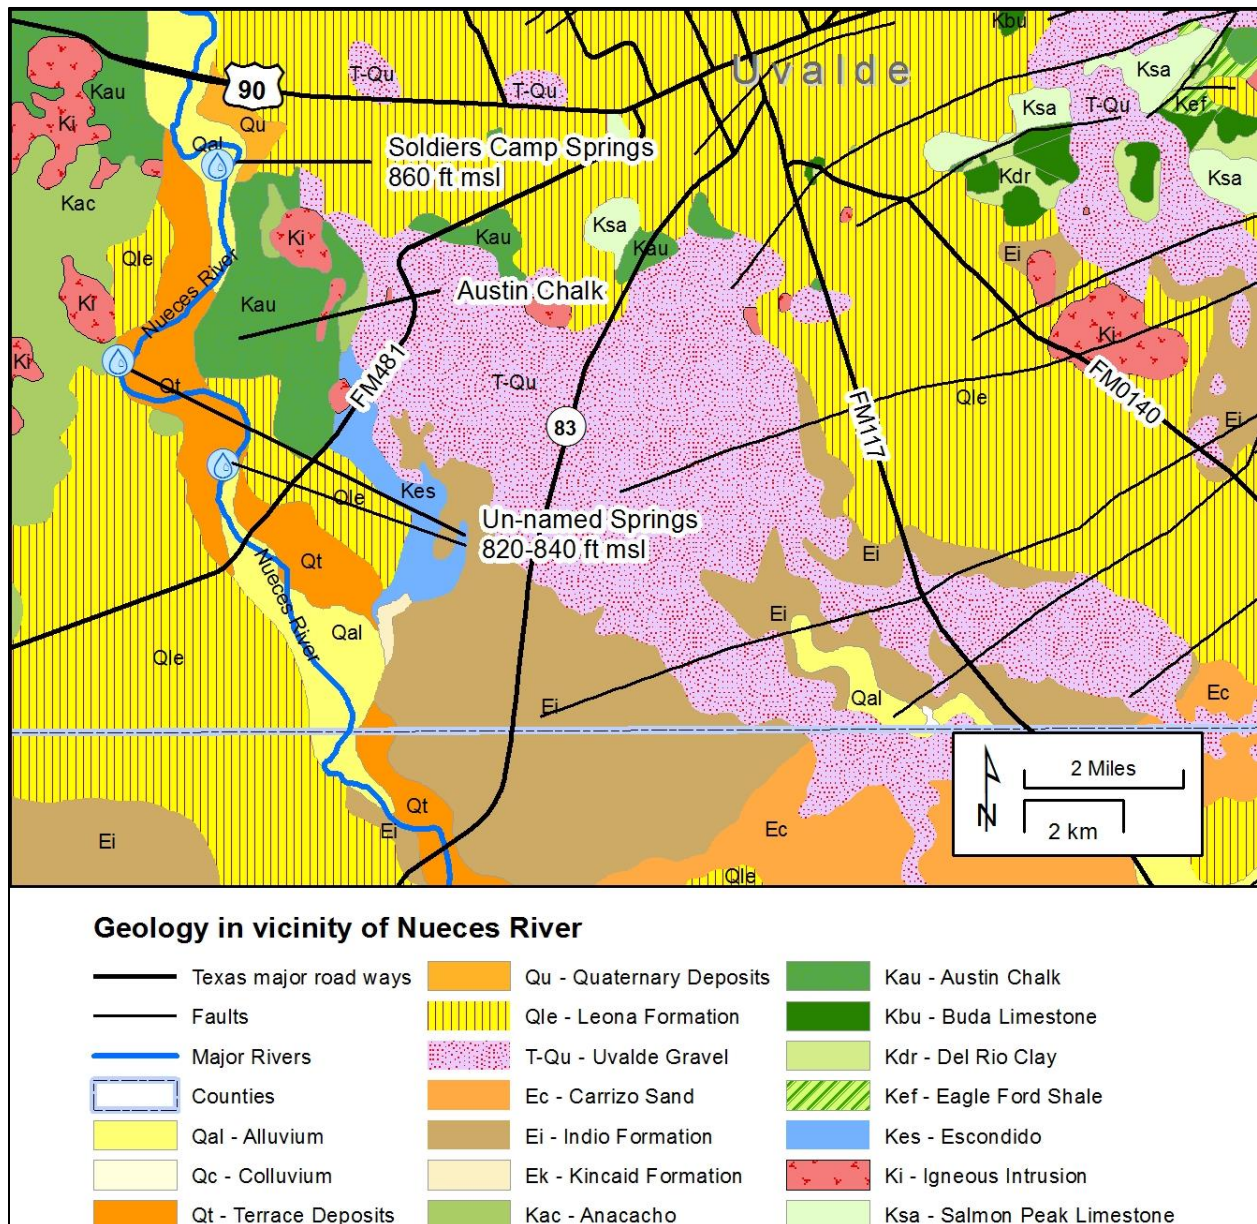 Kbu
Uvalde
Kau
T-Qu
T-Qu
Ksa
90
Ki
Qu
Ksa
T-Qu
Kef
Qal
Soldiers Camp Springs
860 ft msl
Kdr
Ksa
Kac
Ki
Kau
Ksa
Kau
Qle
Ei
Nueces River
Kau
Austin Chalk
Ki
Ki
Ki
FM481
Qt
T-Qu
Qle
FM117
FM0140
83
Ei
Qle
Kes
Un-named Springs
820-840 ft msl
Ei
Nueces River
Qt
Qal
Ei
Qle
Ei
Qal
Ec
2 Miles
N
2 km
Qt
Ei
Ec
Ei
Qle
Geology in vicinity of Nueces River
Texas major road ways
Faults
Major Rivers
Counties
Qal - Alluvium
Qc - Colluvium
Qt - Terrace Deposits
Qu - Quaternary Deposits
Qle - Leona Formation
T-Qu - Uvalde Gravel
Ec - Carrizo Sand
Ei - Indio Formation
Ek - Kincaid Formation
Kac - Anacacho
Kau - Austin Chalk
Kbu - Buda Limestone
Kdr - Del Rio Clay
Kef - Eagle Ford Shale
Kes - Escondido
Ki - Igneous Intrusion
Ksa - Salmon Peak Limestone